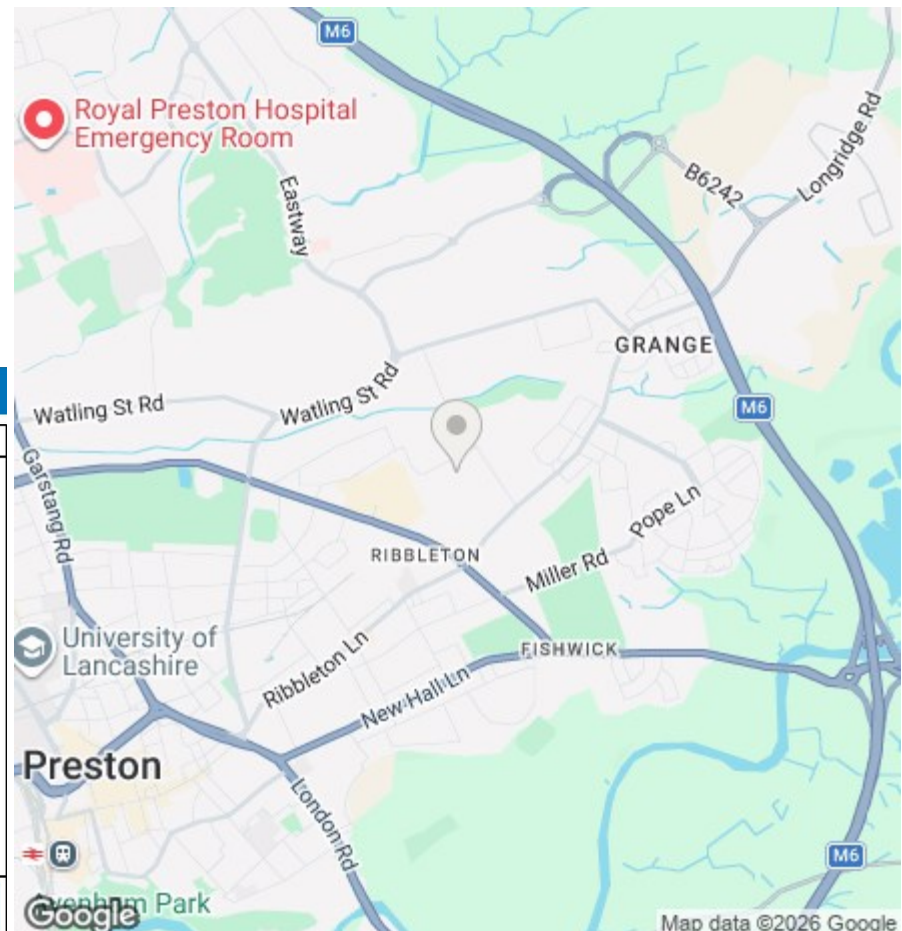 M6
Royal Preston Hospital
Emergency Room
Longridge Rd
B6242
Eastway
GRANGE
Watling St Rd
Watling St Rd
M6
Garstang Rd
Pope Ln
RIBBLETON
Miller Rd
University of
Lancashire
FISHWICK
Ribbleton Ln
New Hall Ln
Preston
London Rd
M6
Avenham Park
Google
Map data ©2026 Google